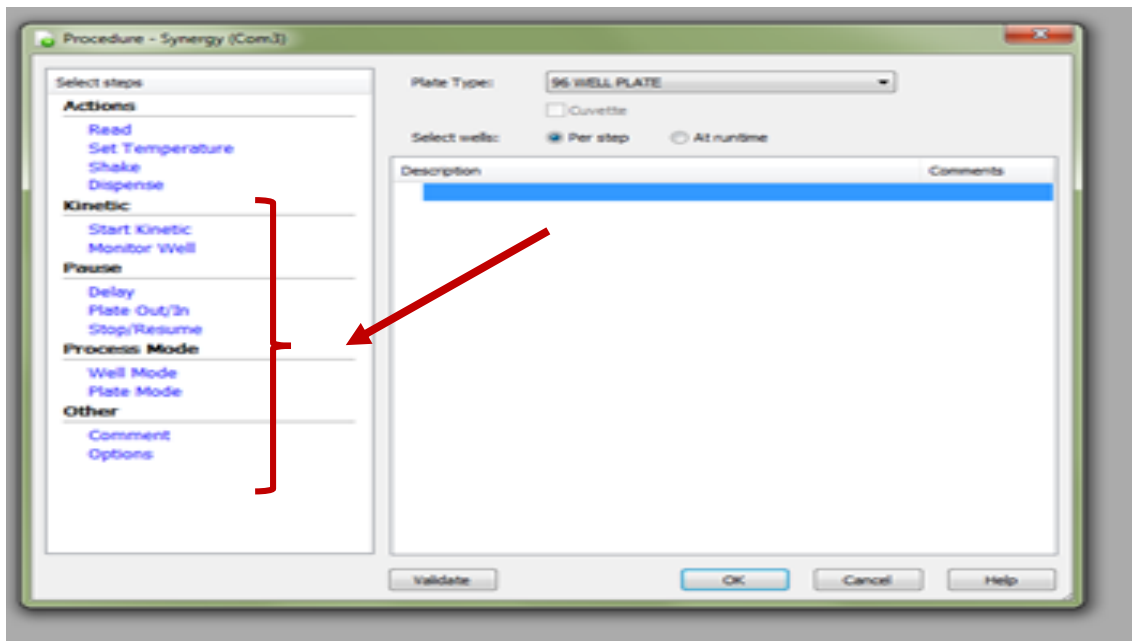 Procedure - Synergy (Com3)
Select steps
Actions
Read
Set Temperature
Shake
Dispense
Kinetic
Start Kinetic
Monitor Well
Pause
Delay
Plate Out/In
Stop/Resume
Process Mode
Well Mode
Plate Mode
Other
Comment
Options
Plate Type: 96 WELL PLATE
Cuvette
Select wells: Per step At runtime
Description Comments
Validate OK Cancel Help